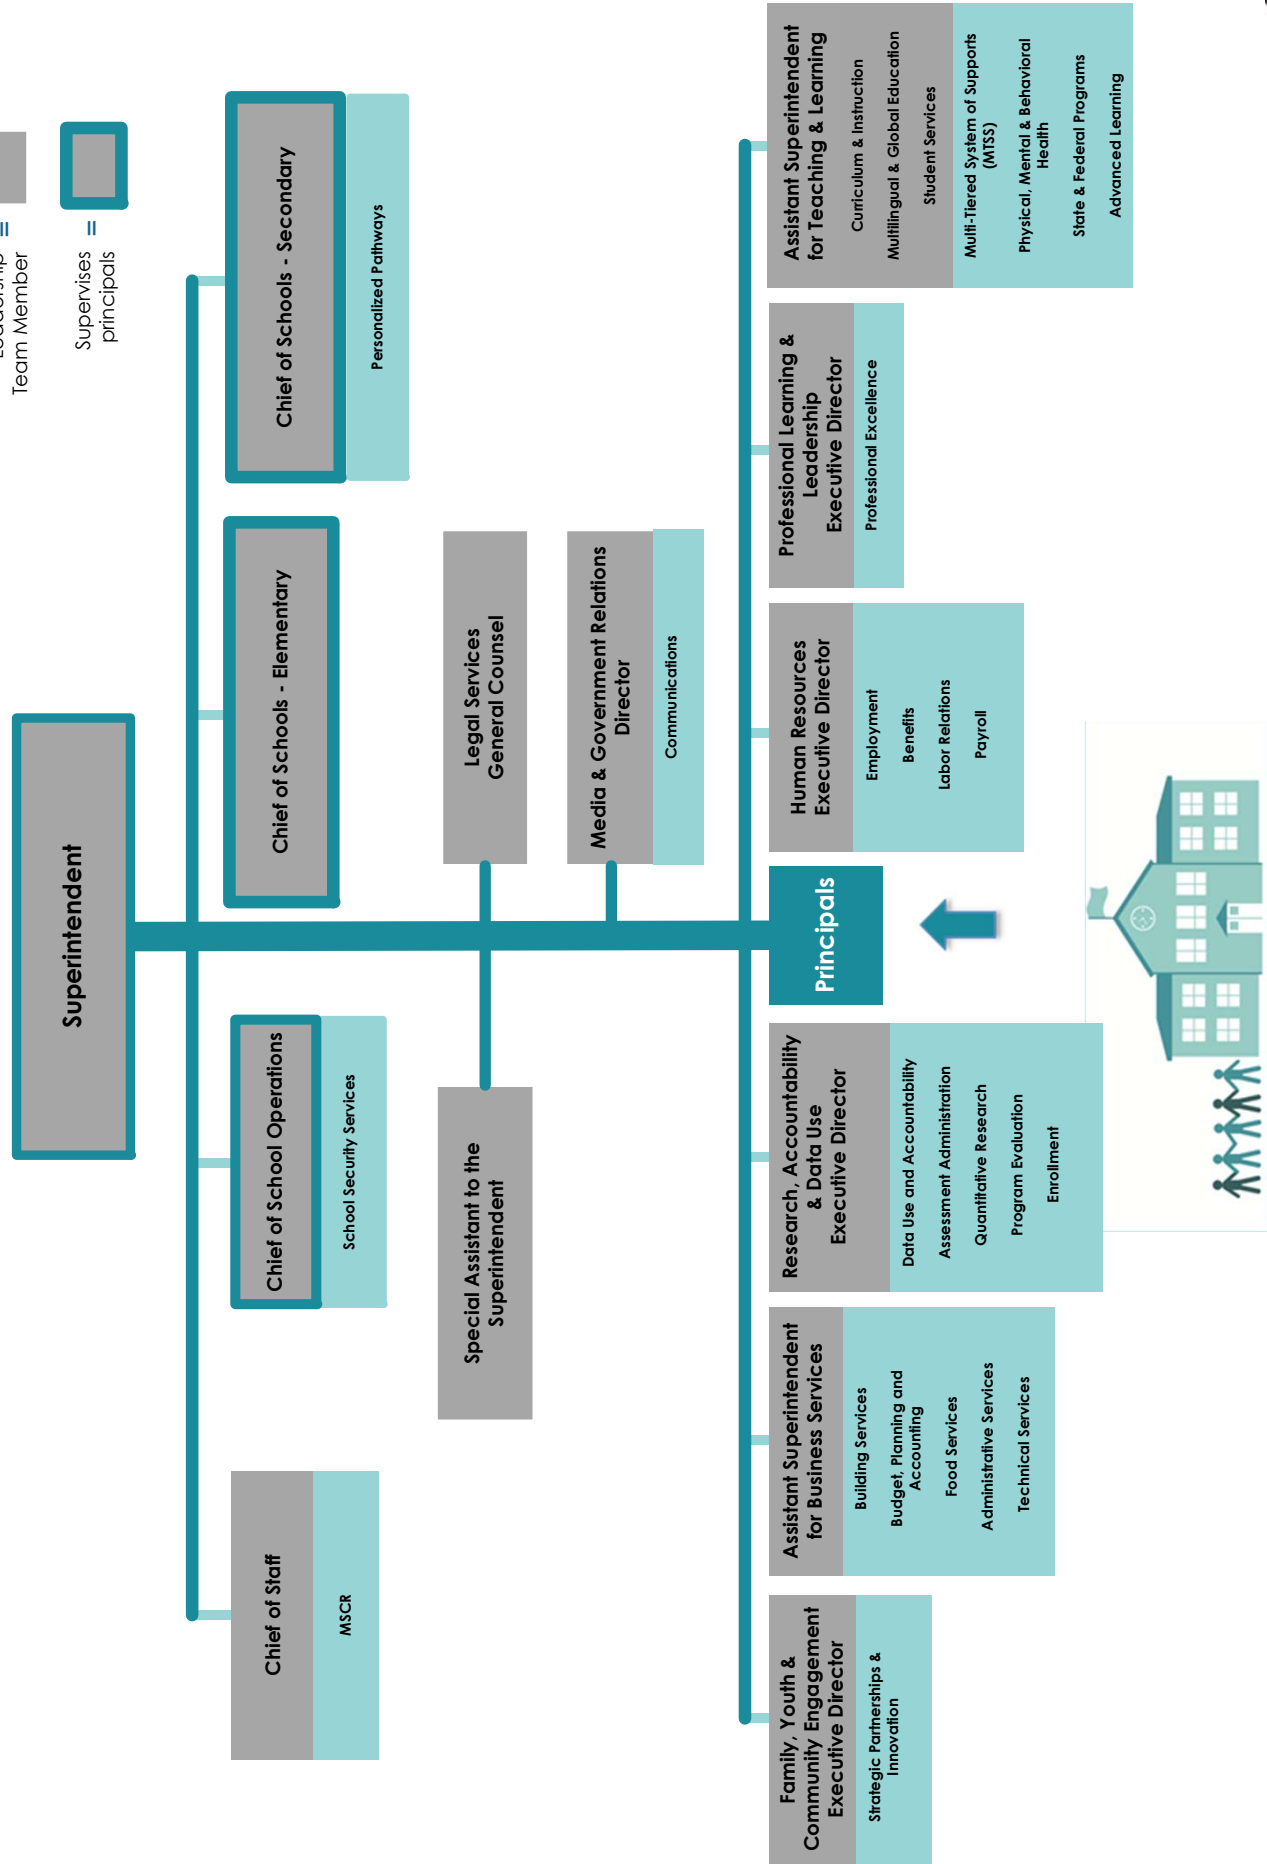 Team Member
=
Supervises
principals
=
Superintendent
Chief of Staff
MSCR
Chief of School Operations
School Security Services
Chief of Schools - Elementary
Chief of Schools - Secondary
Personalized Pathways
Special Assistant to the
Superintendent
Legal Services
General Counsel
Media & Government Relations
Director
Communications
Family, Youth &
Community Engagement
Executive Director
Strategic Partnerships &
Innovation
Assistant Superintendent
for Business Services
Building Services
Budget, Planning and
Accounting
Food Services
Administrative Services
Technical Services
Research, Accountability
& Data Use
Executive Director
Data Use and Accountability
Assessment Administration
Quantitative Research
Program Evaluation
Enrollment
Principals
Human Resources
Executive Director
Employment
Benefits
Labor Relations
Payroll
Professional Learning &
Leadership
Executive Director
Professional Excellence
Assistant Superintendent
for Teaching & Learning
Curriculum & Instruction
Multilingual & Global Education
Student Services
Multi-Tiered System of Supports
(MTSS)
Physical, Mental & Behavioral
Health
State & Federal Programs
Advanced Learning